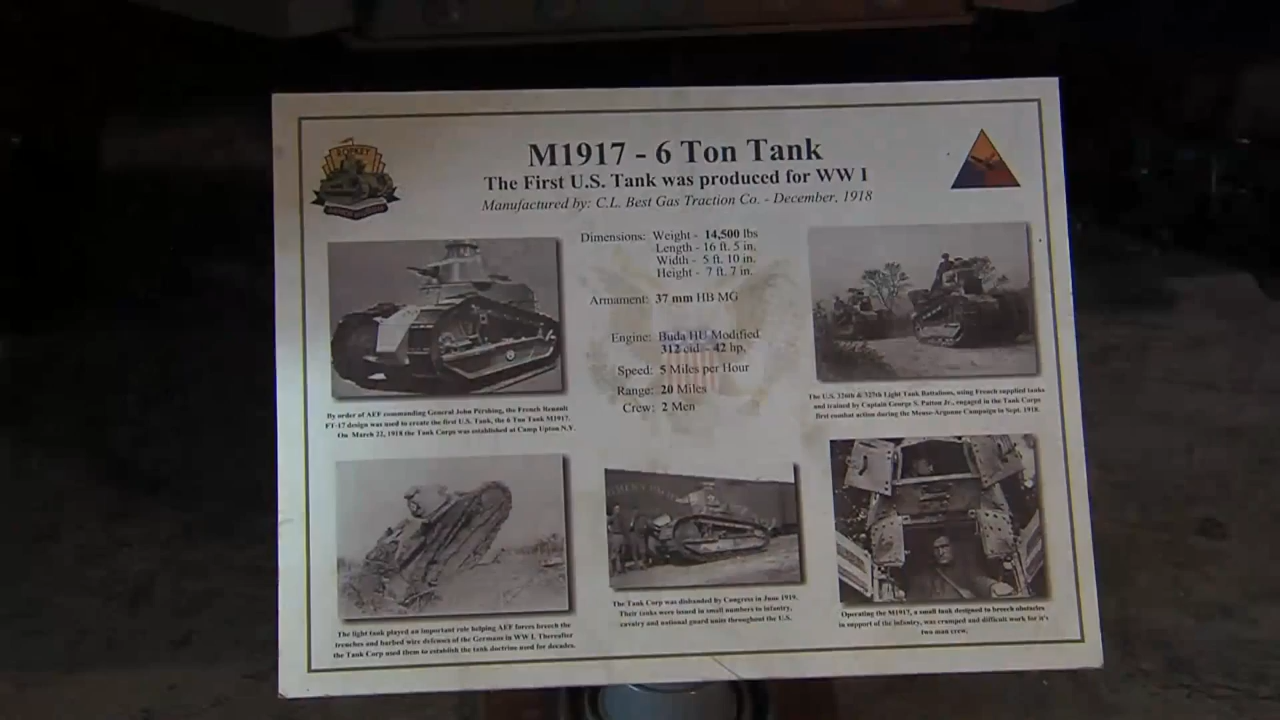 M1917 - 6 Ton Tank
The First U.S. Tank was produced for WW I
Manufactured by: C.L. Best Gas Traction Co. - December, 1918
Dimensions: Weight - 14,500 lbs
Length - 16 ft. 5 in.
Width - 5 ft. 10 in.
Height - 7 ft. 7 in.
Armament: 37 mm HB MG
Engine: Buda HU Modified
312 cid. - 42 hp.
Speed: 5 Miles per Hour
Range: 20 Miles
Crew: 2 Men
By order of AEF commanding General John Pershing, the French Renault
FT-17 design was used to create the first U.S. Tank, the 6 Ton Tank M1917.
On March 22, 1918 the Tank Corps was established at Camp Upton N.Y.
The U.S. 326th & 327th Light Tank Battalions, using French supplied tanks
and trained by Captain George S. Patton Jr., engaged in the Tank Corps
first combat action during the Meuse-Argonne Campaign in Sept. 1918.
The light tank played an important role helping AEF forces breech the
trenches and barbed wire defenses of the Germans in WW I. Thereafter
the Tank Corp used them to establish the tank doctrine used for decades.
The Tank Corp was disbanded by Congress in June 1919.
Their tanks were issued in small numbers to infantry,
cavalry and national guard units throughout the U.S.
Operating the M1917, a small tank designed to breech obstacles
in support of the infantry, was cramped and difficult work for it's
two man crew.